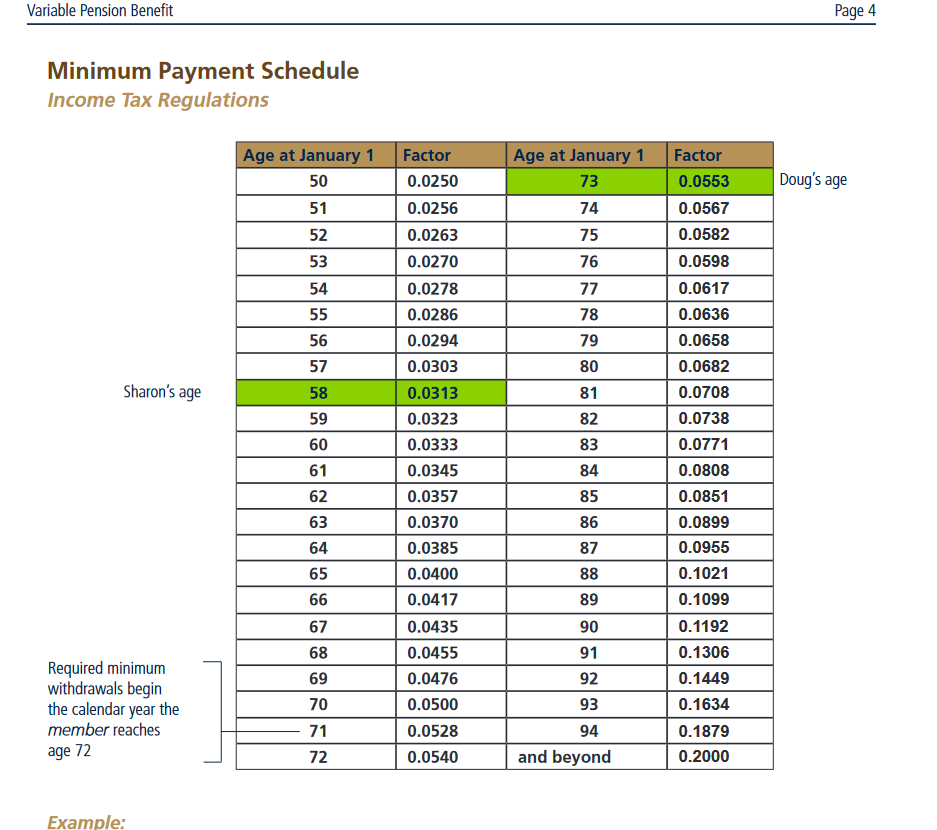 Variable Pension Benefit Page 4
Minimum Payment Schedule
Income Tax Regulations
Age at January 1 Factor Age at January 1 Factor
50 0.0250 73 0.0553 Doug's age
51 0.0256 74 0.0567
52 0.0263 75 0.0582
53 0.0270 76 0.0598
54 0.0278 77 0.0617
55 0.0286 78 0.0636
56 0.0294 79 0.0658
57 0.0303 80 0.0682
Sharon's age 58 0.0313 81 0.0708
59 0.0323 82 0.0738
60 0.0333 83 0.0771
61 0.0345 84 0.0808
62 0.0357 85 0.0851
63 0.0370 86 0.0899
64 0.0385 87 0.0955
65 0.0400 88 0.1021
66 0.0417 89 0.1099
67 0.0435 90 0.1192
68 0.0455 91 0.1306
69 0.0476 92 0.1449
70 0.0500 93 0.1634
71 0.0528 94 0.1879
72 0.0540 and beyond 0.2000
Required minimum
withdrawals begin
the calendar year the
member reaches
age 72
Example: